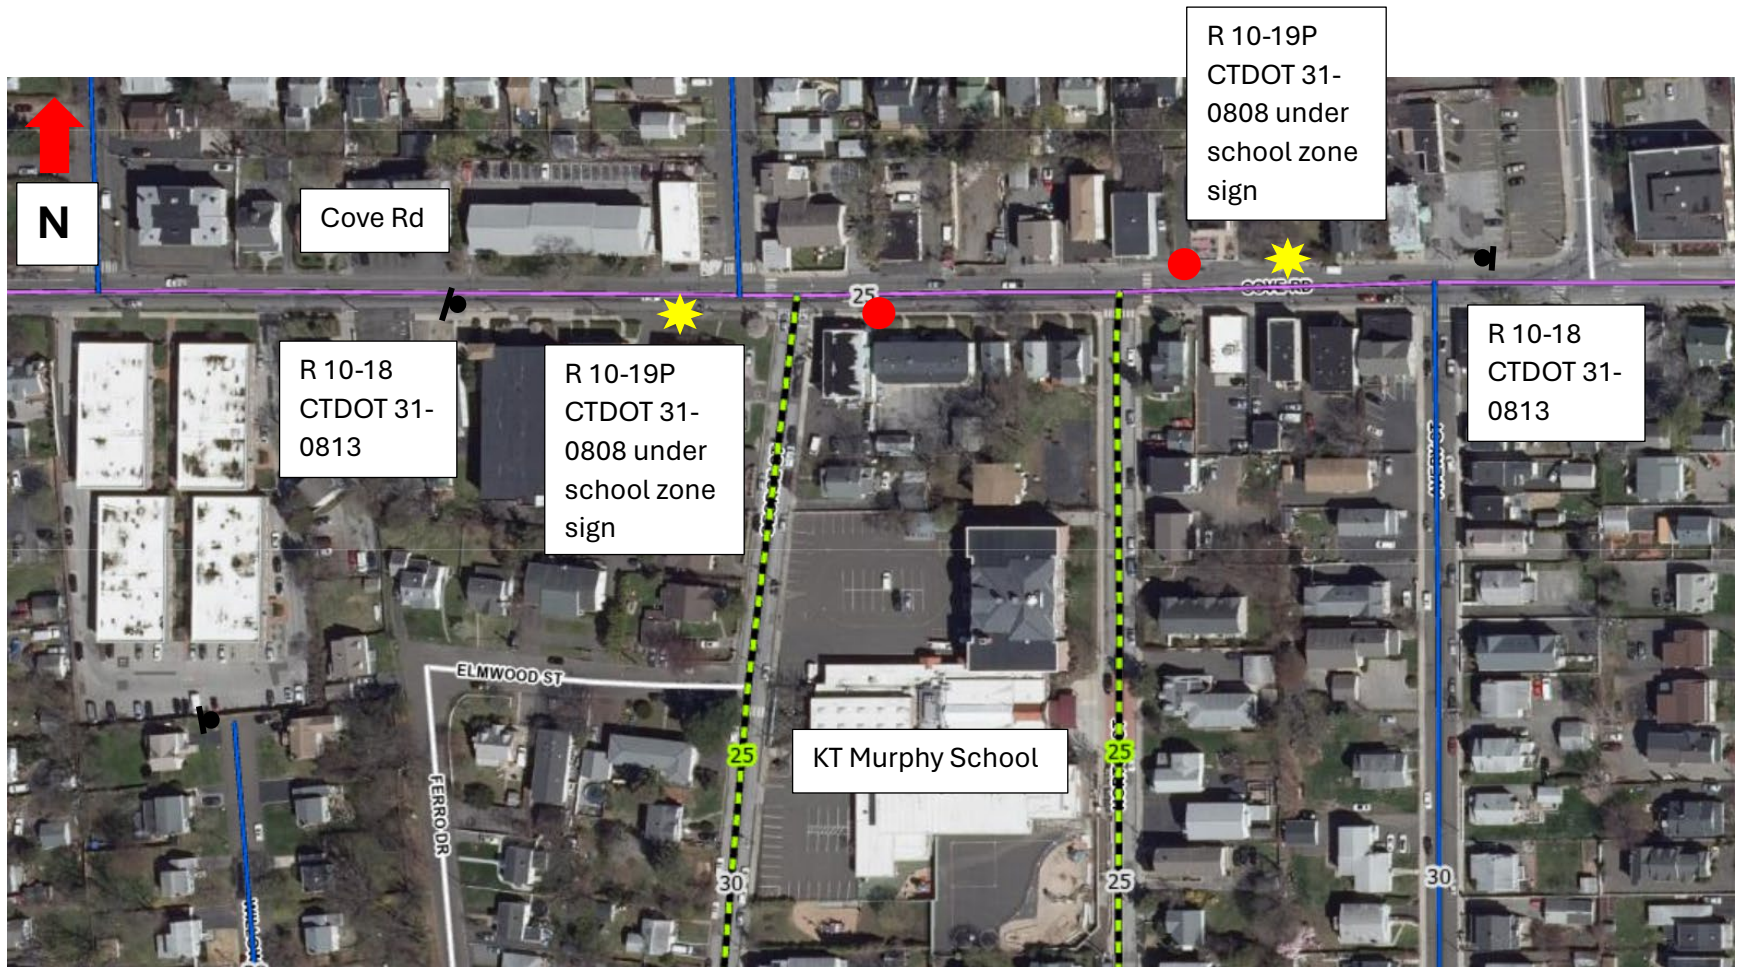 R 10-19P
CTDOT 31-
0808 under
school zone
sign
N
Cove Rd
25
COVE RD
R 10-18
CTDOT 31-
0813
R 10-19P
CTDOT 31-
0808 under
school zone
sign
R 10-18
CTDOT 31-
0813
ELMWOOD ST
25
KT Murphy School
25
FERRO DR
30
25
30